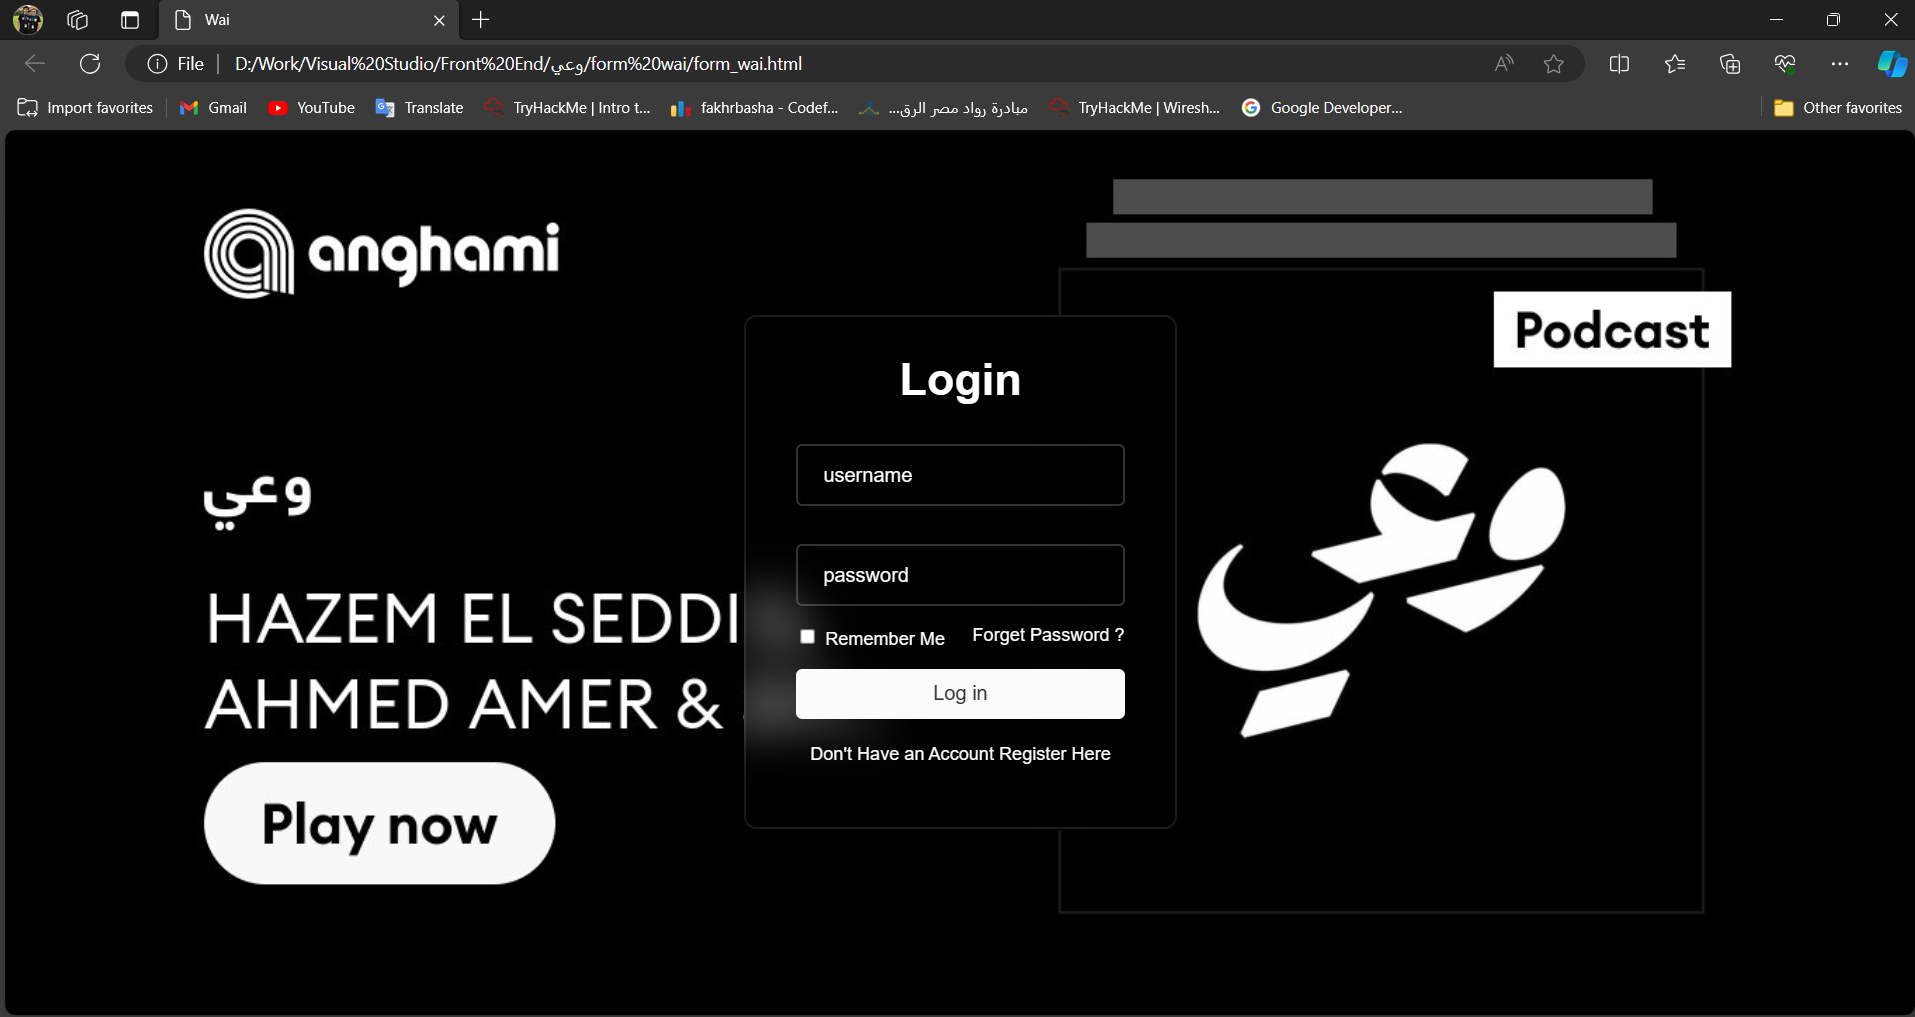 Wai
File
D:/Work/Visual%20Studio/Front%20End/وعي/form%20wai/form_wai.html
Import favorites
Gmail
YouTube
Translate
TryHackMe | Intro t...
fakhrbasha - Codef...
مبادرة رواد مصر الرق...
TryHackMe | Wiresh...
Google Developer...
Other favorites
anghami
Podcast
Login
username
وعي
وعي
password
HAZEM EL SEDDI
Remember Me
Forget Password ?
AHMED AMER &
Log in
Don't Have an Account Register Here
Play now